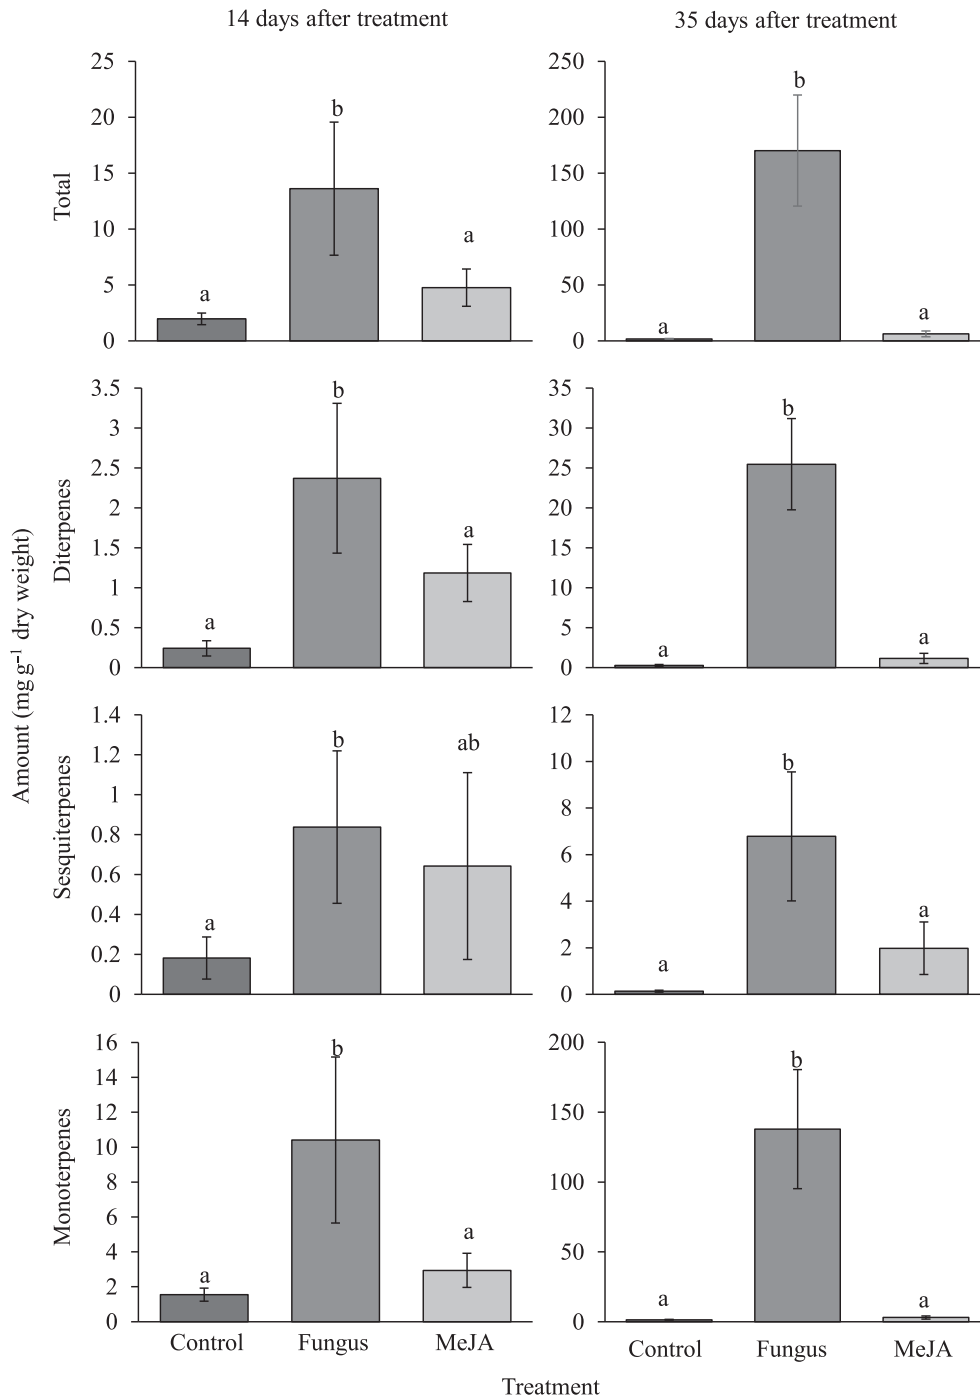 14 days after treatment
35 days after treatment
Amount (mg g⁻¹ dry weight)
Total
25
20
15
10
5
0
a
b
a
250
200
150
100
50
0
a
b
a
Diterpenes
3.5
3
2.5
2
1.5
1
0.5
0
a
b
a
35
30
25
20
15
10
5
0
a
b
a
Sesquiterpenes
1.4
1.2
1
0.8
0.6
0.4
0.2
0
a
b
ab
12
10
8
6
4
2
0
a
b
a
Monoterpenes
16
14
12
10
8
6
4
2
0
a
b
a
Control Fungus MeJA
200
150
100
50
0
a
b
a
Control Fungus MeJA
Treatment